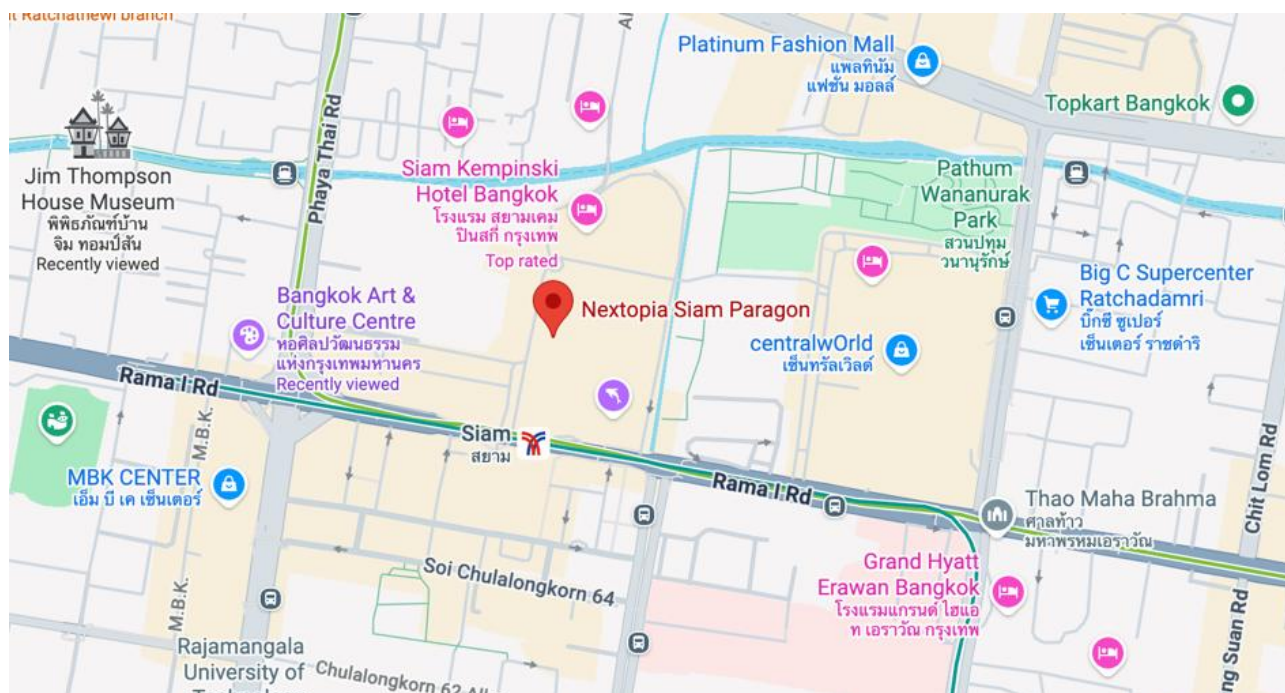 it Ratchathewi branch
Platinum Fashion Mall
แพลทินัม
แฟชั่น มอลล์
Topkart Bangkok
Phaya Thai Rd
Jim Thompson
House Museum
พิพิธภัณฑ์บ้าน
จิม ทอมป์สัน
Recently viewed
Siam Kempinski
Hotel Bangkok
โรงแรม สยามเคม
ปินสกี้ กรุงเทพ
Top rated
Pathum
Wananurak
Park
สวนปทุม
วนานุรักษ์
Big C Supercenter
Ratchadamri
บิ๊กซี ซูเปอร์
เซ็นเตอร์ ราชดำริ
Bangkok Art &
Culture Centre
หอศิลปวัฒนธรรม
แห่งกรุงเทพมหานคร
Recently viewed
Nextopia Siam Paragon
centralwOrld
เซ็นทรัลเวิลด์
Rama I Rd
M.B.K.
Siam
สยาม
MBK CENTER
เอ็ม บี เค เซ็นเตอร์
Rama I Rd
Thao Maha Brahma
ศาลท้าว
มหาพรหมเอราวัณ
Chit Lom Rd
Soi Chulalongkorn 64
Grand Hyatt
Erawan Bangkok
โรงแรมแกรนด์ ไฮแอ
ท เอราวัณ กรุงเทพ
M.B.K.
Rajamangala
University of
Chulalongkorn 62 All
ng Suan Rd